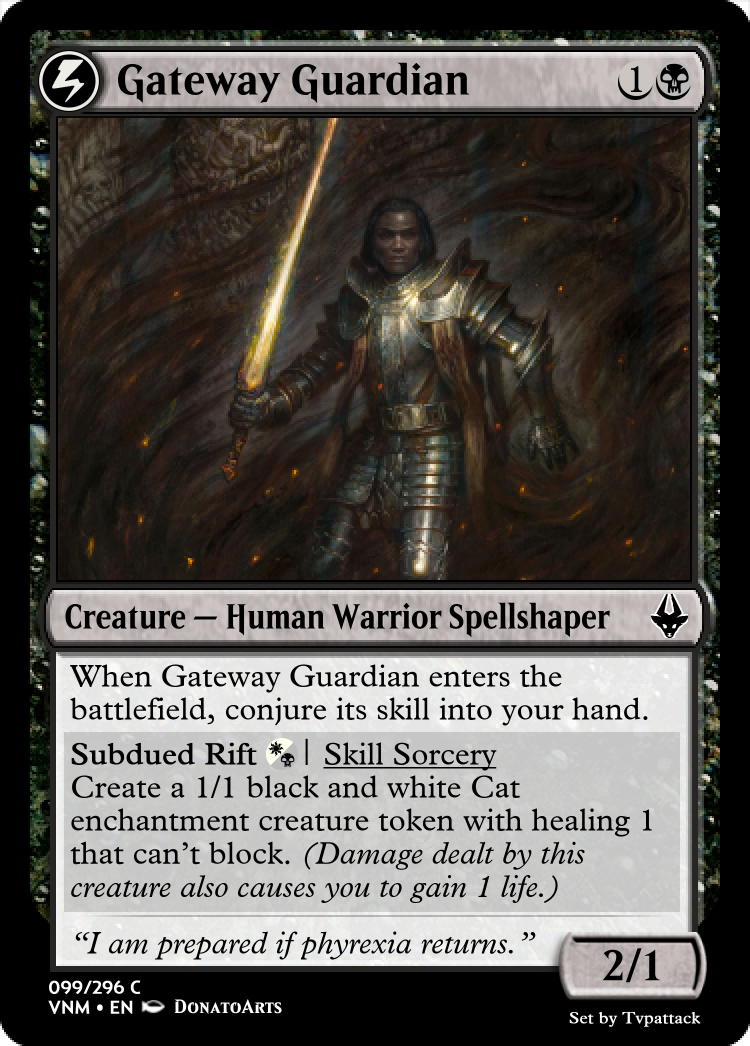 Gateway Guardian 1
Creature — Human Warrior Spellshaper
When Gateway Guardian enters the
battlefield, conjure its skill into your hand.
Subdued Rift | Skill Sorcery
Create a 1/1 black and white Cat
enchantment creature token with healing 1
that can’t block. (Damage dealt by this
creature also causes you to gain 1 life.)
“I am prepared if phyrexia returns.”
2/1
099/296 C
VNM • EN DonatoArts
Set by Tvpattack